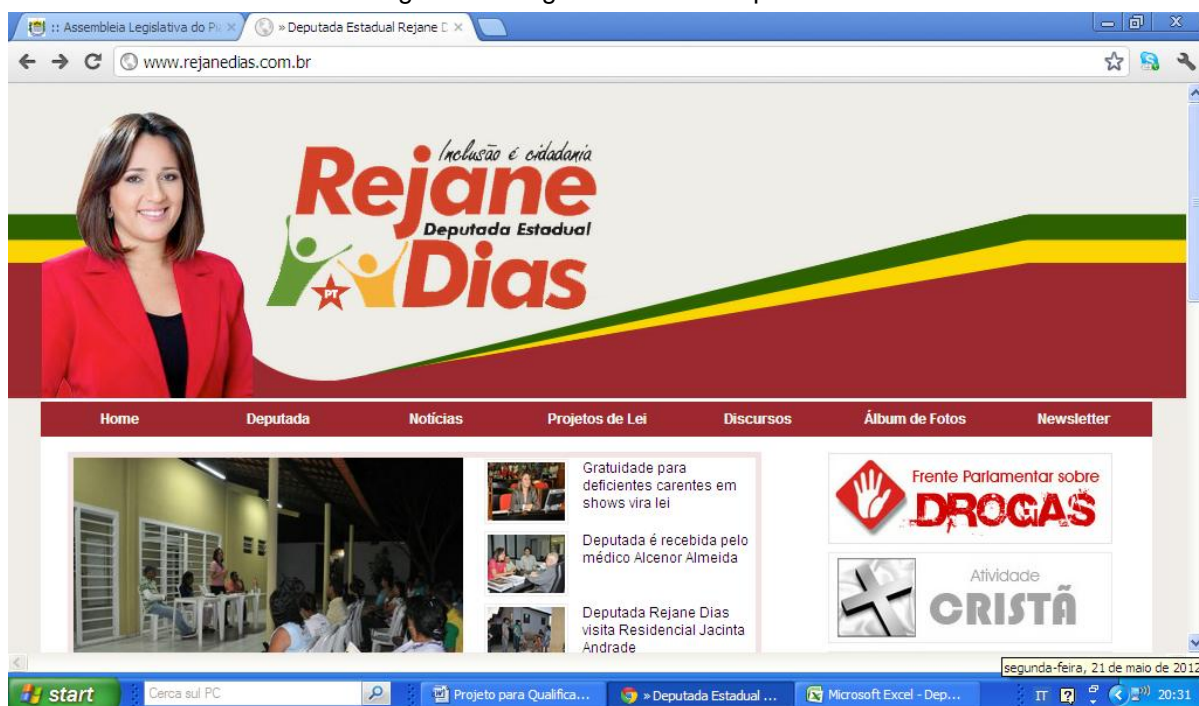 :: Assembleia Legislativa do Pi
» Deputada Estadual Rejane D
www.rejanedias.com.br
Inclusão é cidadania
Rejane
Deputada Estadual
Dias
PT
Home Deputada Notícias Projetos de Lei Discursos Álbum de Fotos Newsletter
Gratuidade para
deficientes carentes em
shows vira lei
Deputada é recebida pelo
médico Alcenor Almeida
Deputada Rejane Dias
visita Residencial Jacinta
Andrade
Frente Parlamentar sobre
DROGAS
Atividade
CRISTÃ
segunda-feira, 21 de maio de 2012
start
Cerca sul PC
Projeto para Qualifica...
» Deputada Estadual ...
Microsoft Excel - Dep...
IT
20:31